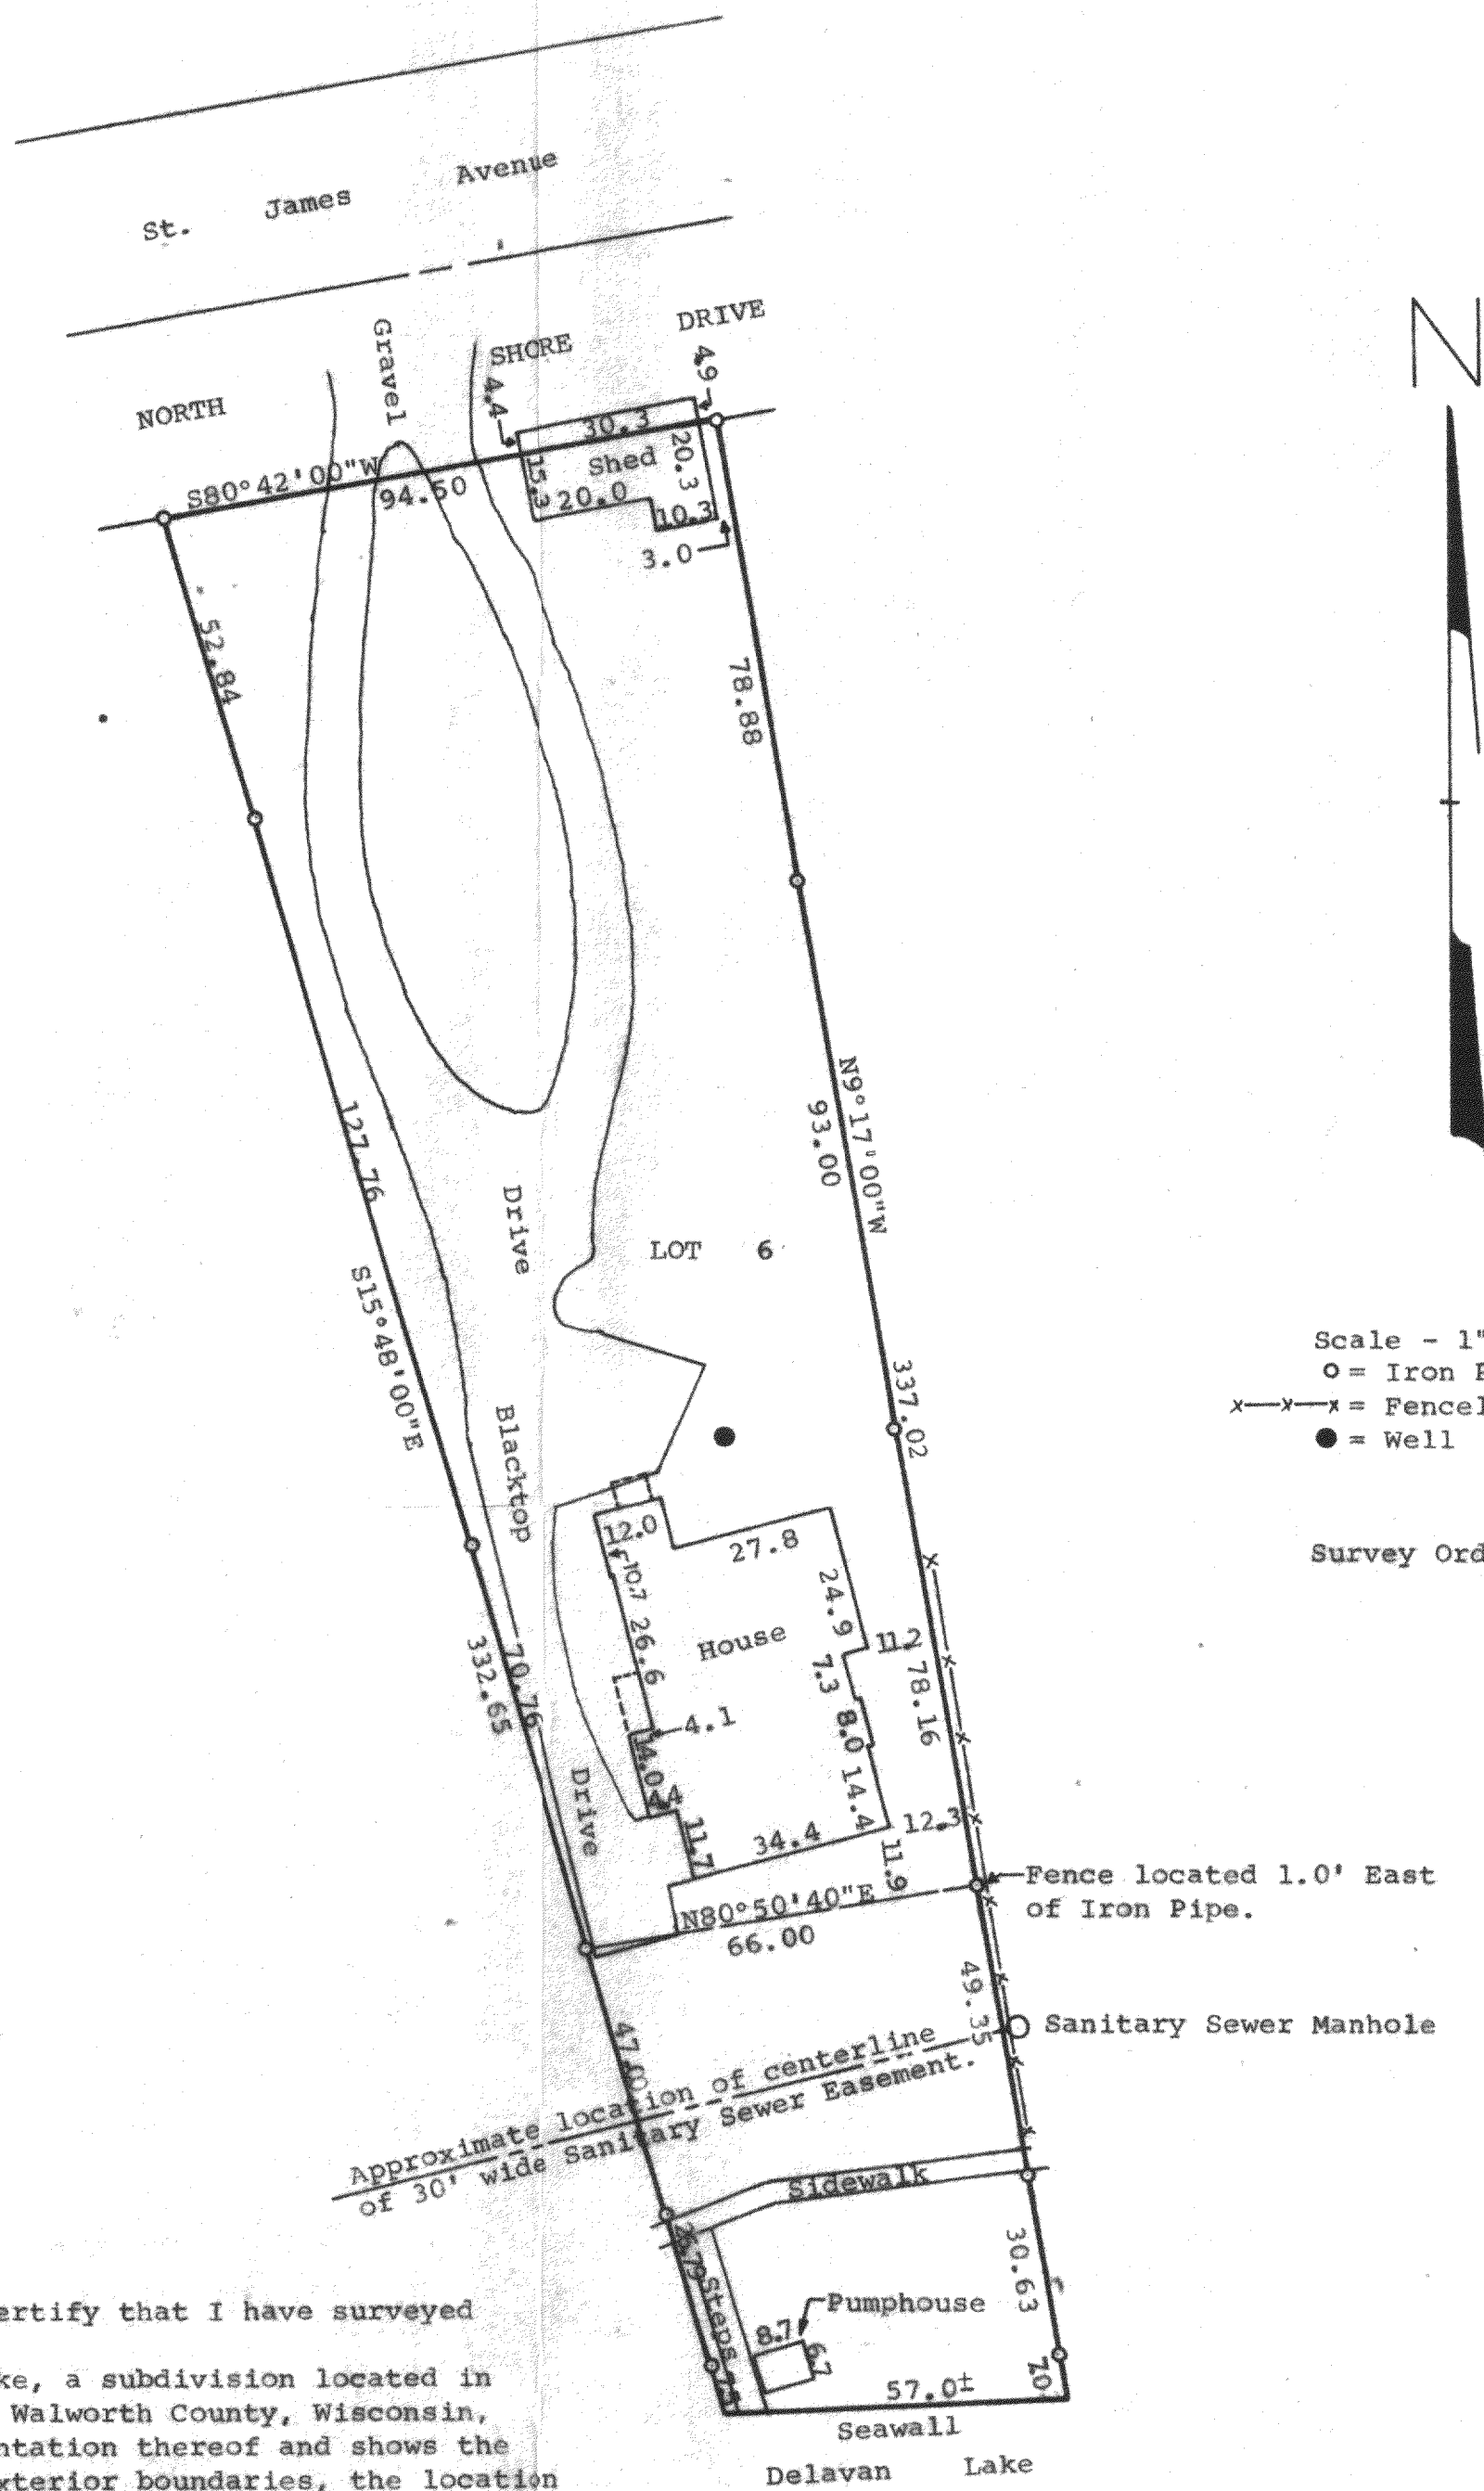 St. James Avenue
NORTH SHORE DRIVE
Gravel
4.4
49
30.3
S80°42'00"W
94.50
Shed
15.3
20.3
20.0
10.3
3.0
52.84
78.88
N9°17'00"W
93.00
127.76
Drive
LOT 6
S15°48'00"E
337.02
Blacktop
12.0
27.8
10.7
26.6
24.9
House
11.2
7.3
78.16
332.65
70.76
4.1
8.0
14.0
4.4
14.4
Drive
11.7
34.4
12.3
11.9
N80°50'40"E
66.00
Fence located 1.0' East
of Iron Pipe.
49.35
Sanitary Sewer Manhole
Approximate location of centerline
of 30' wide Sanitary Sewer Easement.
Sidewalk
26.79
Steps
30.63
Pumphouse
8.7
6.7
57.0±
Seawall
Delavan Lake
N
Scale - 1"
o = Iron
x—x—x = Fence
● = Well
Survey Ord
ertify that I have surveyed
ke, a subdivision located in
Walworth County, Wisconsin,
ntation thereof and shows the
xterior boundaries, the location